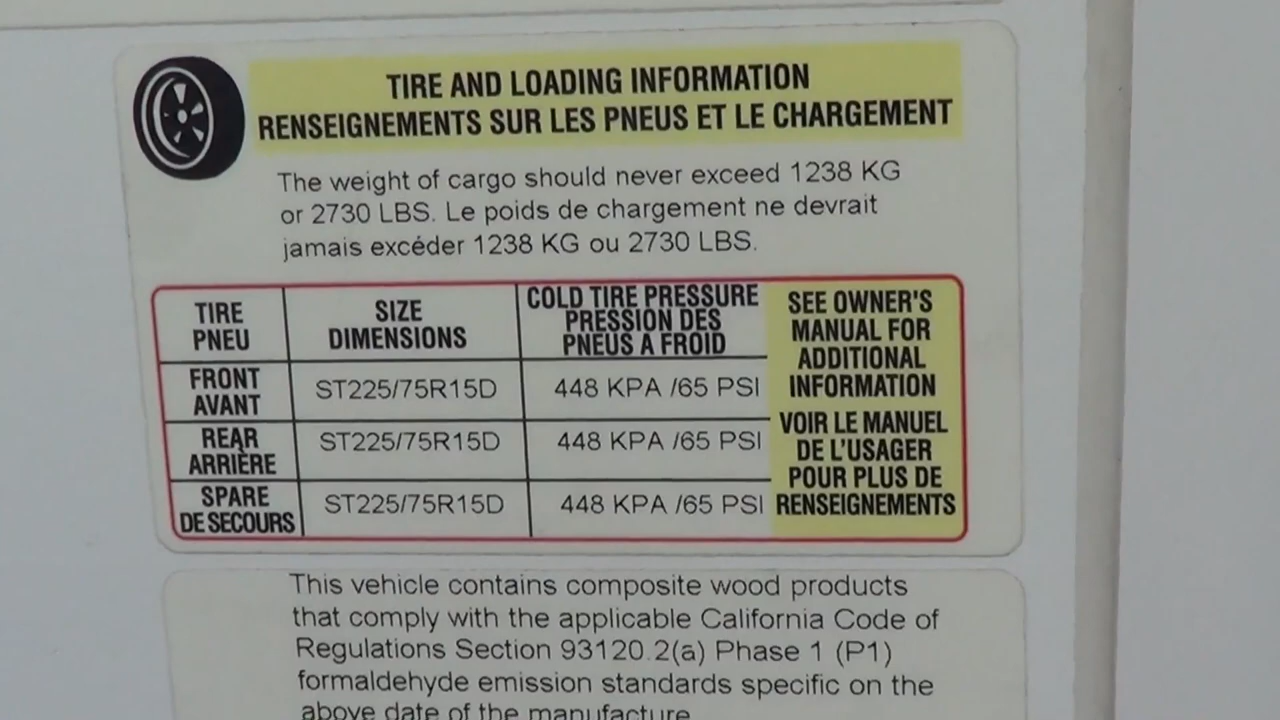 TIRE AND LOADING INFORMATION
RENSEIGNEMENTS SUR LES PNEUS ET LE CHARGEMENT
The weight of cargo should never exceed 1238 KG
or 2730 LBS. Le poids de chargement ne devrait
jamais excéder 1238 KG ou 2730 LBS.
TIRE
PNEU
SIZE
DIMENSIONS
COLD TIRE PRESSURE
PRESSION DES
PNEUS A FROID
FRONT
AVANT
ST225/75R15D
448 KPA /65 PSI
REAR
ARRIÈRE
ST225/75R15D
448 KPA /65 PSI
SPARE
DE SECOURS
ST225/75R15D
448 KPA /65 PSI
SEE OWNER'S
MANUAL FOR
ADDITIONAL
INFORMATION
VOIR LE MANUEL
DE L'USAGER
POUR PLUS DE
RENSEIGNEMENTS
This vehicle contains composite wood products
that comply with the applicable California Code of
Regulations Section 93120.2(a) Phase 1 (P1)
formaldehyde emission standards specific on the
above date of the manufacture.